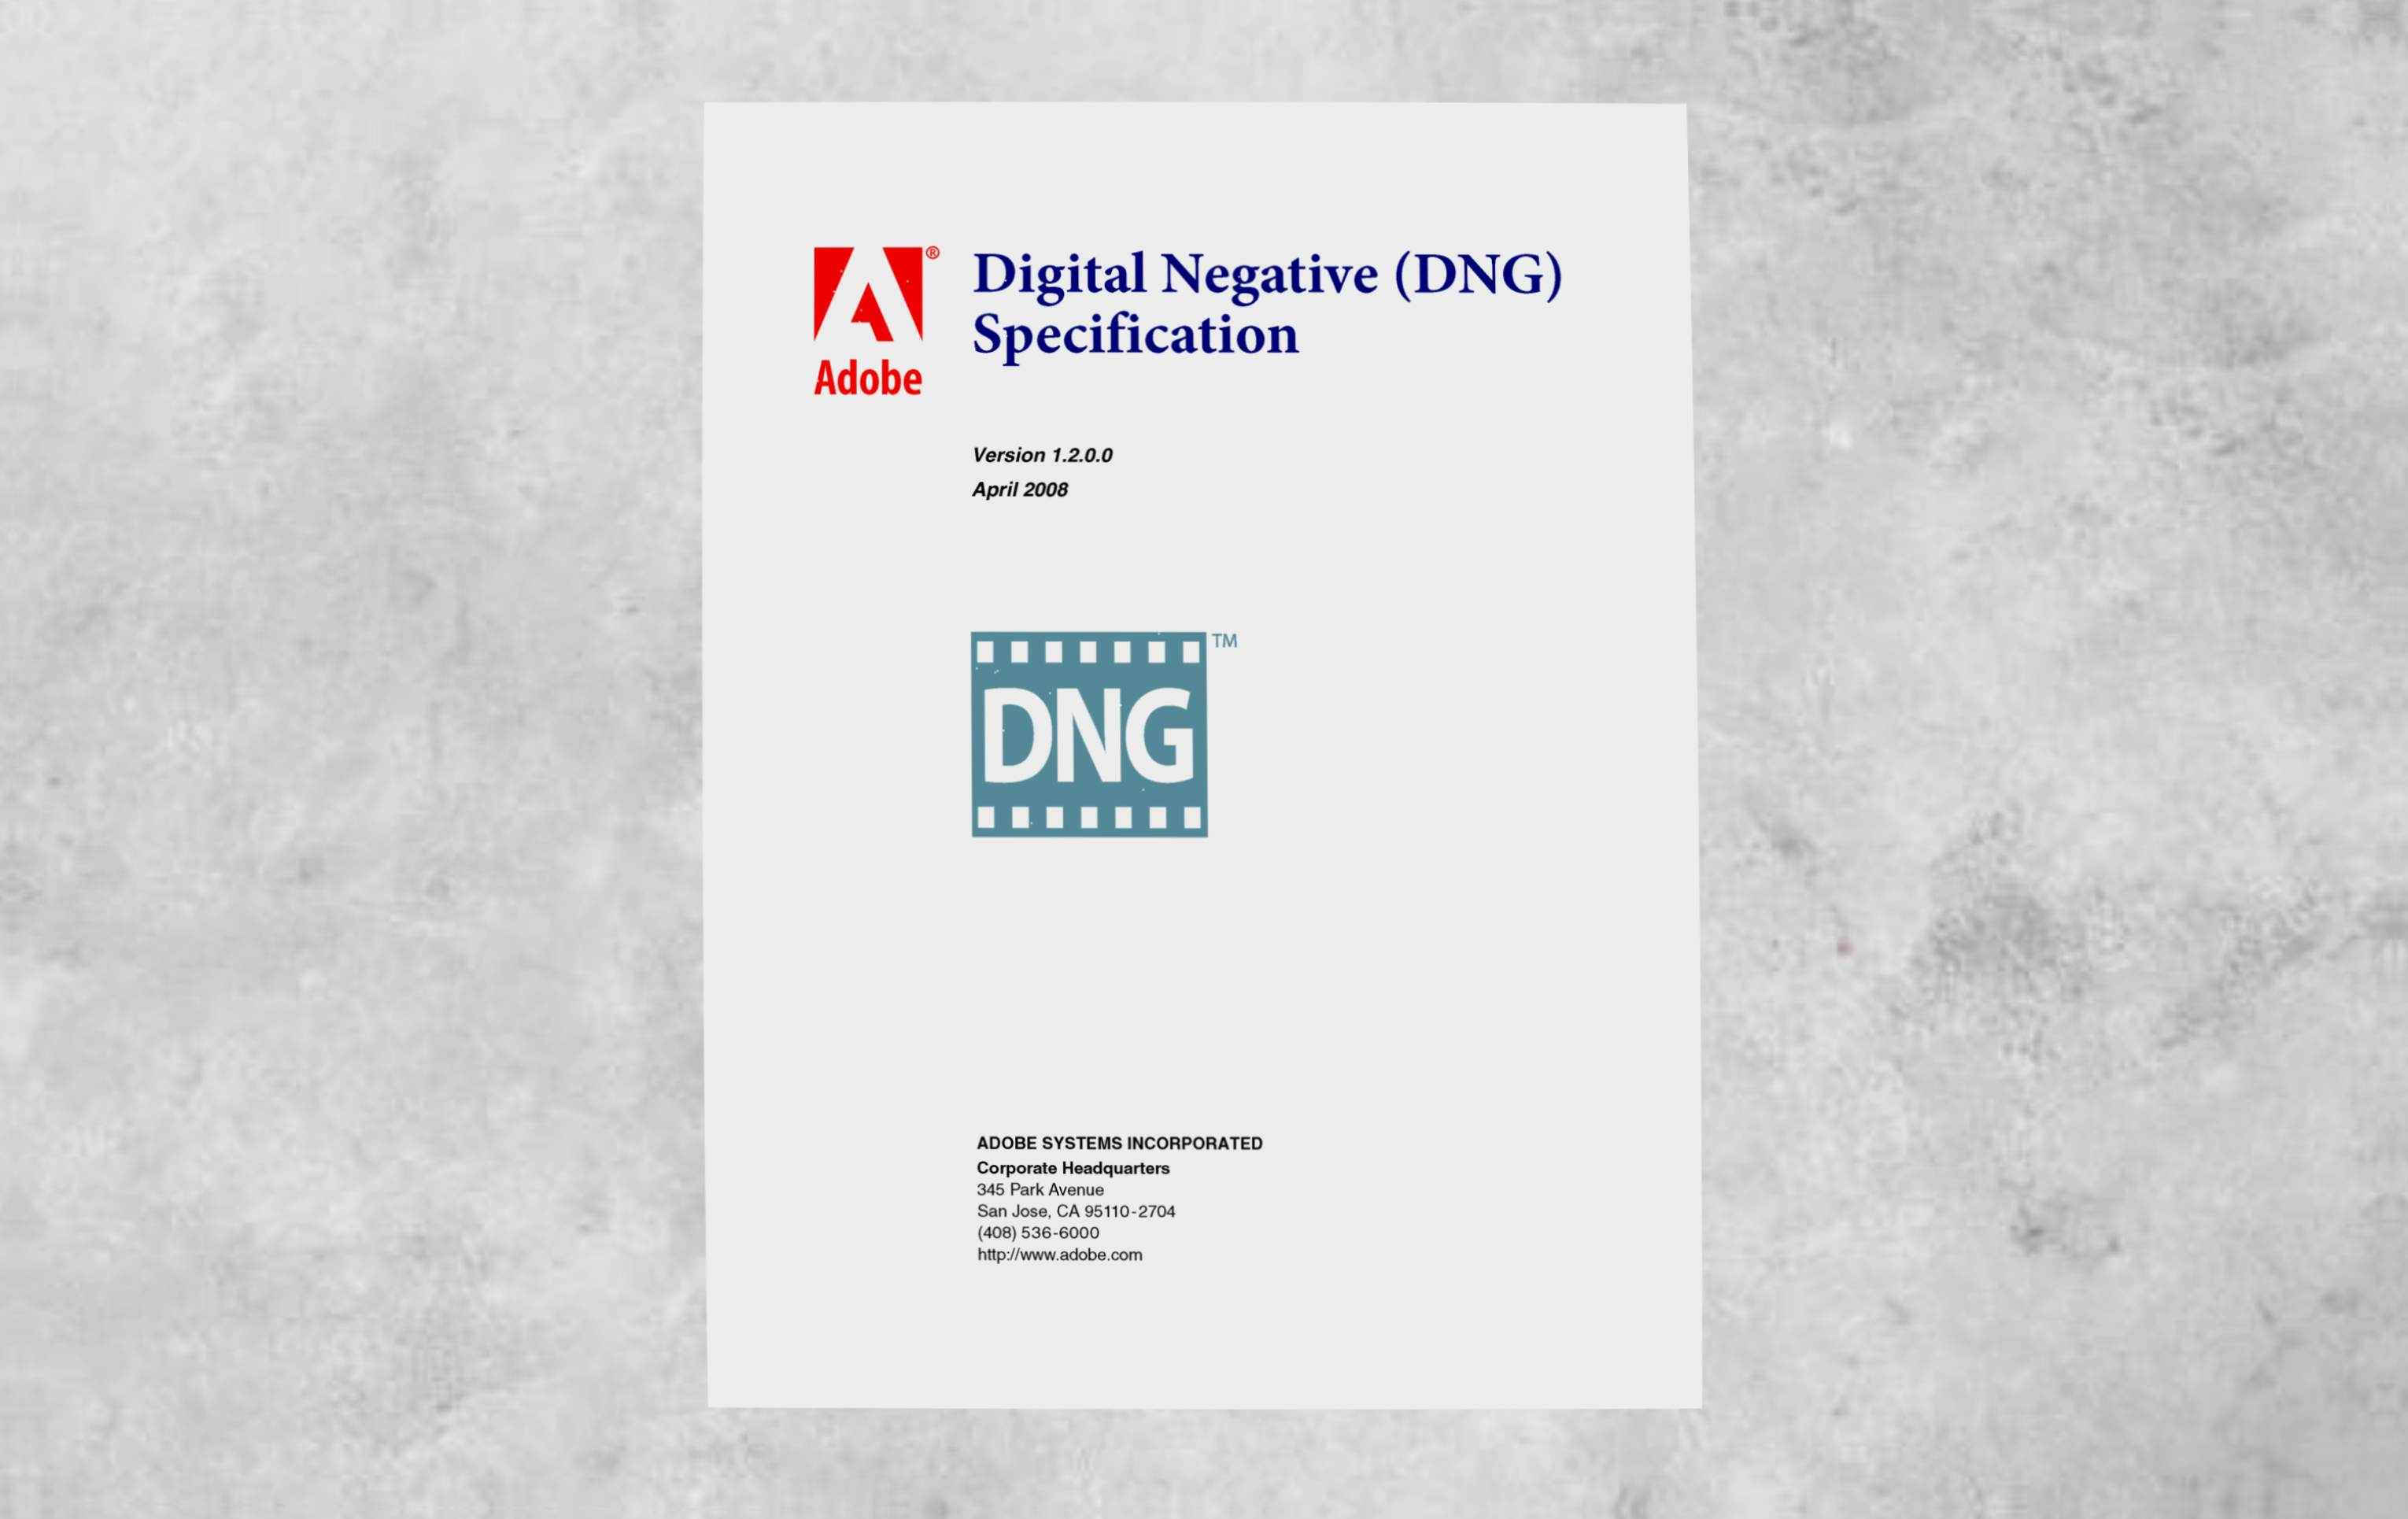 Adobe®
Digital Negative (DNG)
Specification
Version 1.2.0.0
April 2008
DNG™
ADOBE SYSTEMS INCORPORATED
Corporate Headquarters
345 Park Avenue
San Jose, CA 95110-2704
(408) 536-6000
http://www.adobe.com